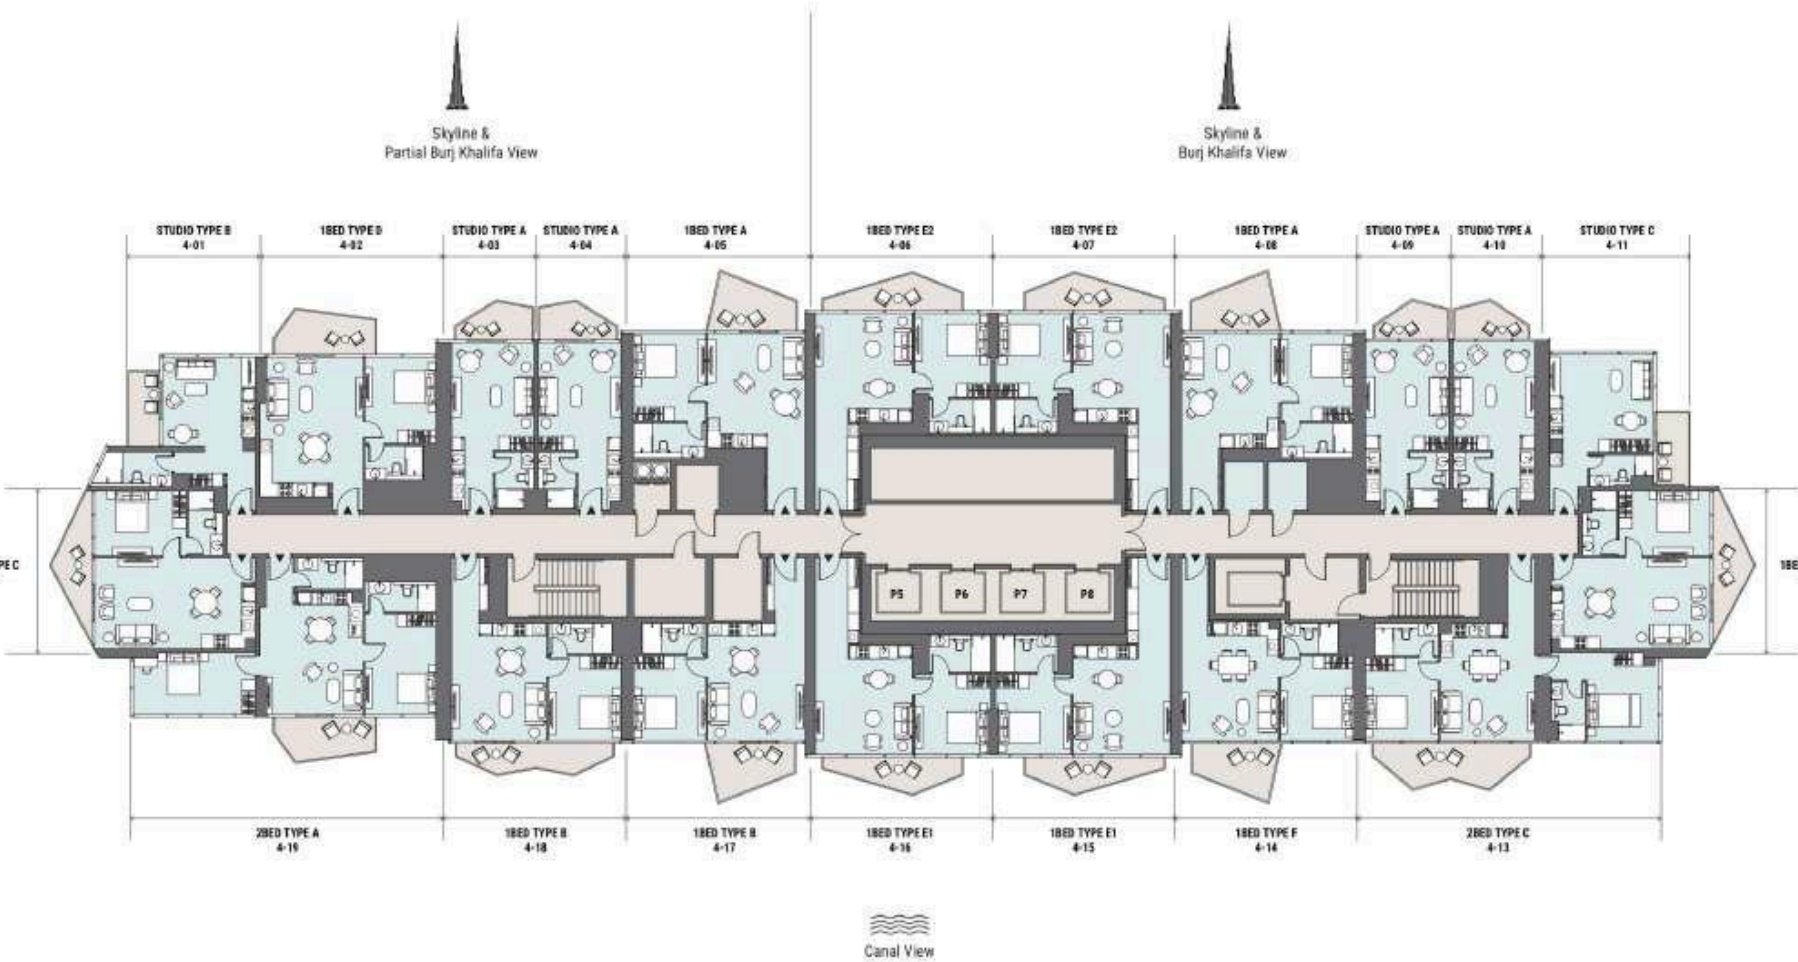 Skyline &
Partial Burj Khalifa View
Skyline &
Burj Khalifa View
STUDIO TYPE B
4-01
1BED TYPE D
4-02
STUDIO TYPE A
4-03
STUDIO TYPE A
4-04
1BED TYPE A
4-05
1BED TYPE E2
4-06
1BED TYPE E2
4-07
1BED TYPE A
4-08
STUDIO TYPE A
4-09
STUDIO TYPE A
4-10
STUDIO TYPE C
4-11
PE C
1BE
P5
P6
P7
P8
2BED TYPE A
4-19
1BED TYPE B
4-18
1BED TYPE B
4-17
1BED TYPE E1
4-16
1BED TYPE E1
4-15
1BED TYPE F
4-14
2BED TYPE C
4-13
Canal View